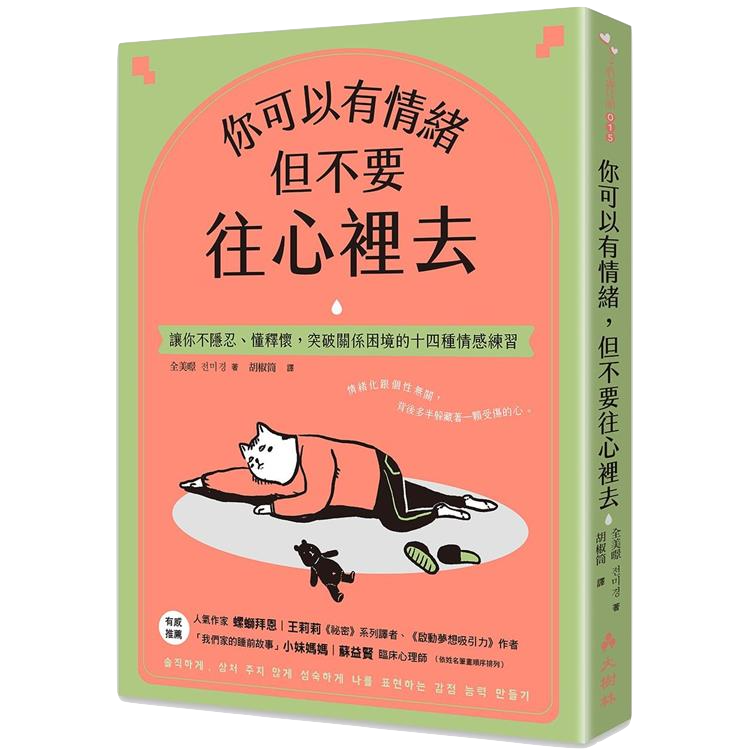 你可以有情緒
但不要
往心裡去
讓你不隱忍、懂釋懷，突破關係困境的十四種情感練習
全美暻 전미경 著 胡椒筒 譯
情緒化跟個性無關，
背後多半躲藏著一顆受傷的心。
有感
推薦
人氣作家 螺螄拜恩｜王莉莉《祕密》系列譯者、《啟動夢想吸引力》作者
「我們家的睡前故事」小妹媽媽｜蘇益賢 臨床心理師 （依姓名筆畫順序排列）
솔직하게, 상처 주지 않게 성숙하게 나를 표현하는 감정 능력 만들기
015
你可以有情緒，但不要往心裡去
全美暻 전미경 著
胡椒筒 譯
大樹林